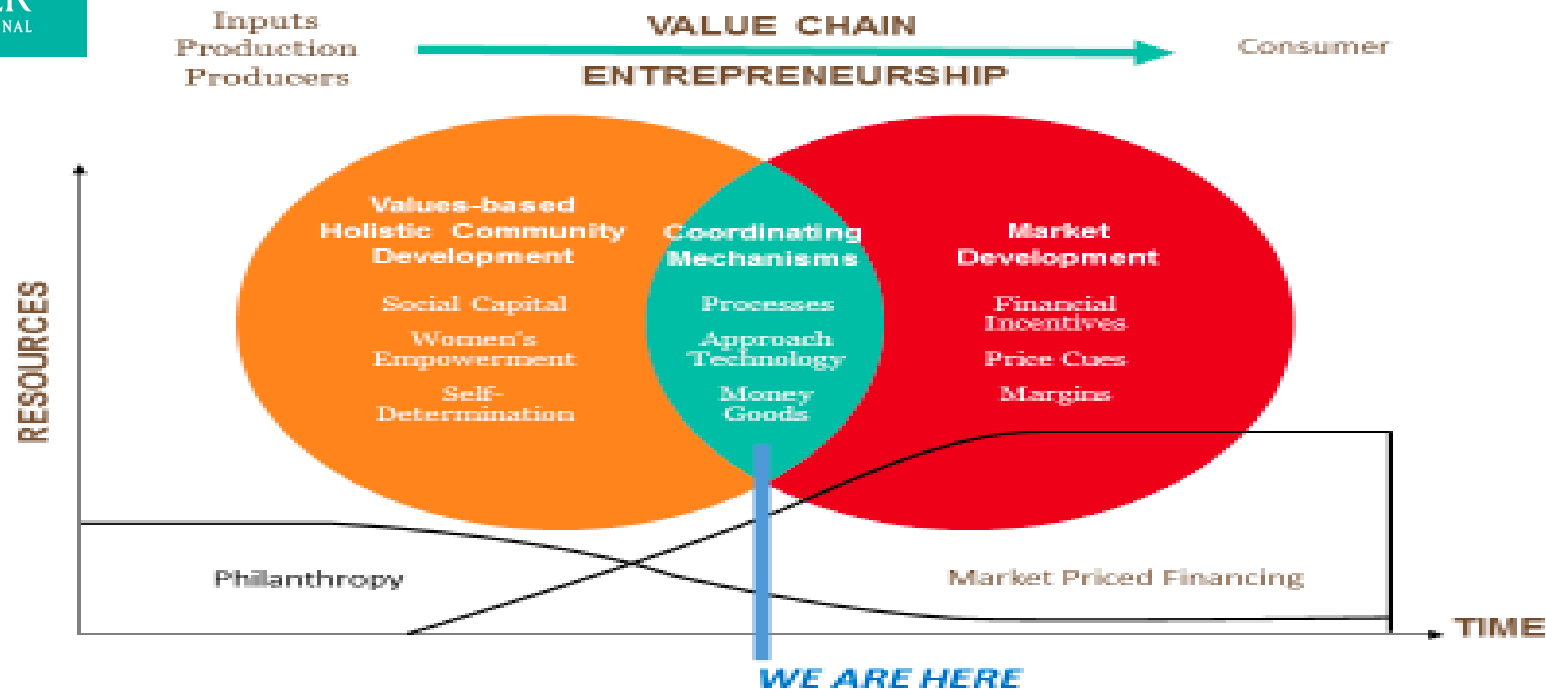 NAL
Inputs
Production
Producers
VALUE CHAIN
ENTREPRENEURSHIP
Consumer
RESOURCES
Values-based
Holistic Community
Development
Social Capital
Women's
Empowerment
Self-
Determination
Coordinating
Mechanisms
Processes
Approach
Technology
Money
Goods
Market
Development
Financial
Incentives
Price Cues
Margins
Philanthropy
Market Priced Financing
TIME
WE ARE HERE